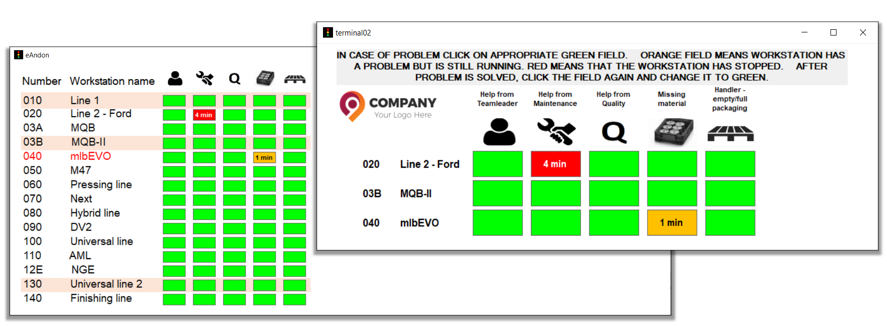 eAndon
Number Workstation name Q
010 Line 1
020 Line 2 - Ford 4 min
03A MQB
03B MQB-II
040 mlbEVO 1 min
050 M47
060 Pressing line
070 Next
080 Hybrid line
090 DV2
100 Universal line
110 AML
12E NGE
130 Universal line 2
140 Finishing line
terminal02
IN CASE OF PROBLEM CLICK ON APPROPRIATE GREEN FIELD. ORANGE FIELD MEANS WORKSTATION HAS
A PROBLEM BUT IS STILL RUNNING. RED MEANS THAT THE WORKSTATION HAS STOPPED. AFTER
PROBLEM IS SOLVED, CLICK THE FIELD AGAIN AND CHANGE IT TO GREEN.
COMPANY
Your Logo Here
Help from
Teamleader
Help from
Maintenance
Help from
Quality
Missing
material
Handler -
empty/full
packaging
Q
020 Line 2 - Ford 4 min
03B MQB-II
040 mlbEVO 1 min